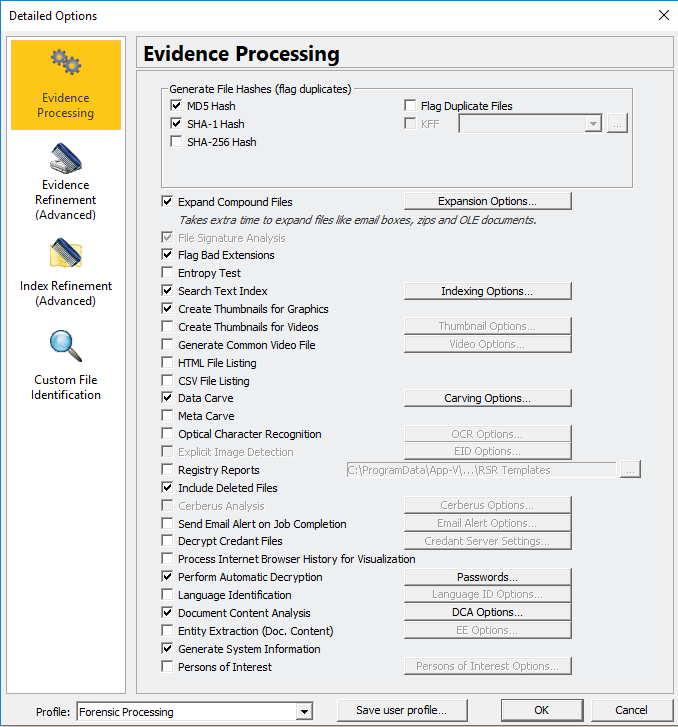 Detailed Options
Evidence Processing
Evidence Refinement (Advanced)
Index Refinement (Advanced)
Custom File Identification
Evidence Processing
Generate File Hashes (flag duplicates)
MD5 Hash
Flag Duplicate Files
SHA-1 Hash
KFF
...
SHA-256 Hash
Expand Compound Files
Expansion Options...
Takes extra time to expand files like email boxes, zips and OLE documents.
File Signature Analysis
Flag Bad Extensions
Entropy Test
Search Text Index
Indexing Options...
Create Thumbnails for Graphics
Create Thumbnails for Videos
Thumbnail Options...
Generate Common Video File
Video Options...
HTML File Listing
CSV File Listing
Data Carve
Carving Options...
Meta Carve
Optical Character Recognition
OCR Options...
Explicit Image Detection
EID Options...
Registry Reports
C:\ProgramData\App-V\...\RSR Templates
...
Include Deleted Files
Cerberus Analysis
Cerberus Options...
Send Email Alert on Job Completion
Email Alert Options...
Decrypt Credant Files
Credant Server Settings...
Process Internet Browser History for Visualization
Perform Automatic Decryption
Passwords...
Language Identification
Language ID Options...
Document Content Analysis
DCA Options...
Entity Extraction (Doc. Content)
EE Options...
Generate System Information
Persons of Interest
Persons of Interest Options...
Profile:
Forensic Processing
Save user profile...
OK
Cancel